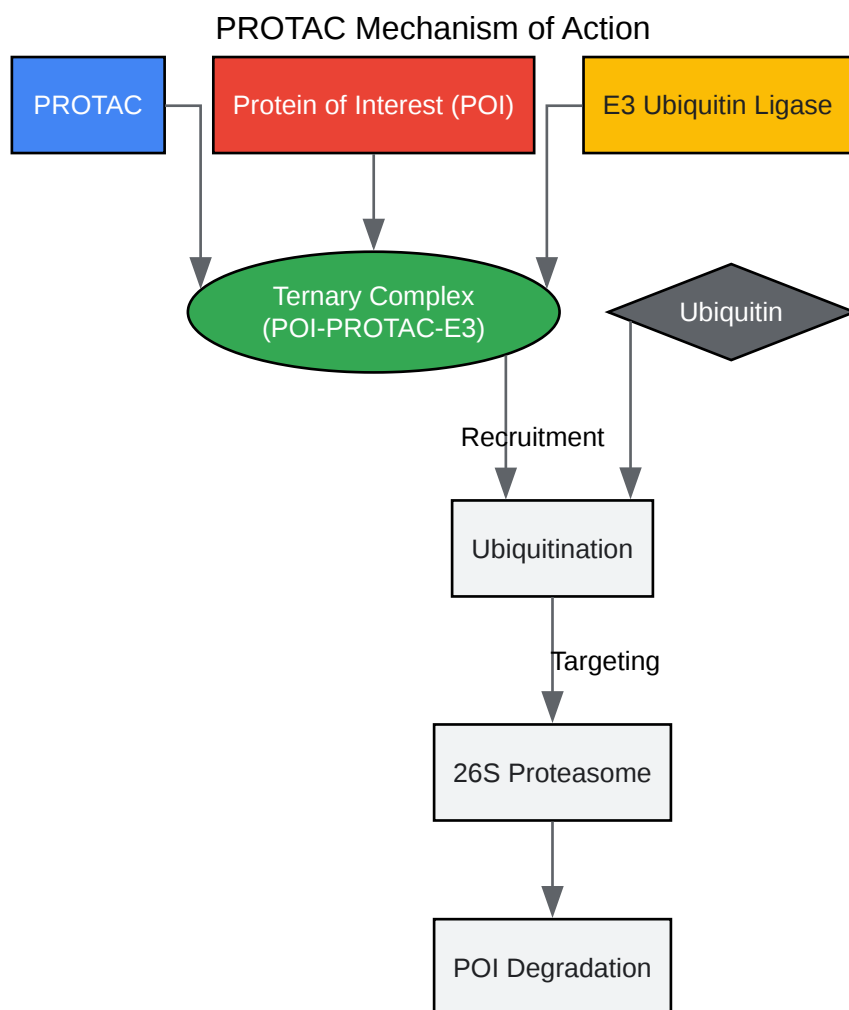 PROTAC Mechanism of Action
PROTAC
Protein of Interest (POI)
E3 Ubiquitin Ligase
Ternary Complex
(POI-PROTAC-E3)
Ubiquitin
Recruitment
Ubiquitination
Targeting
26S Proteasome
POI Degradation